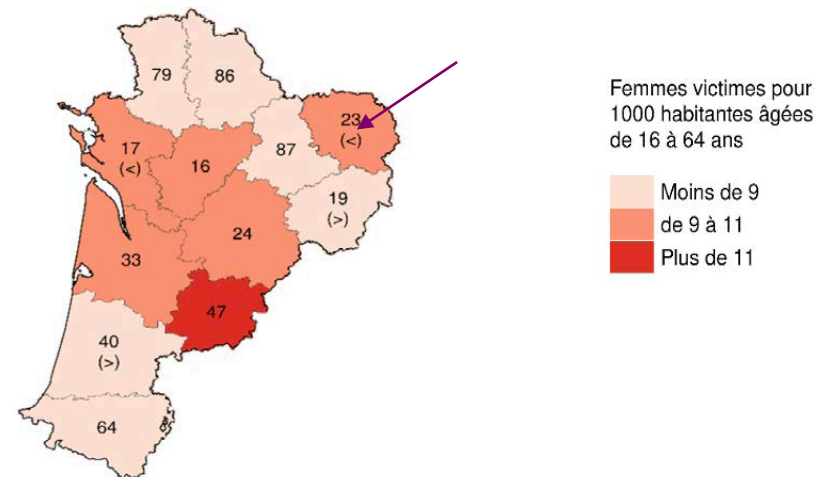 79
86
23
(<)
17
(<)
16
87
19
(>)
24
33
47
40
(>)
64
Femmes victimes pour
1000 habitantes âgées
de 16 à 64 ans
Moins de 9
de 9 à 11
Plus de 11